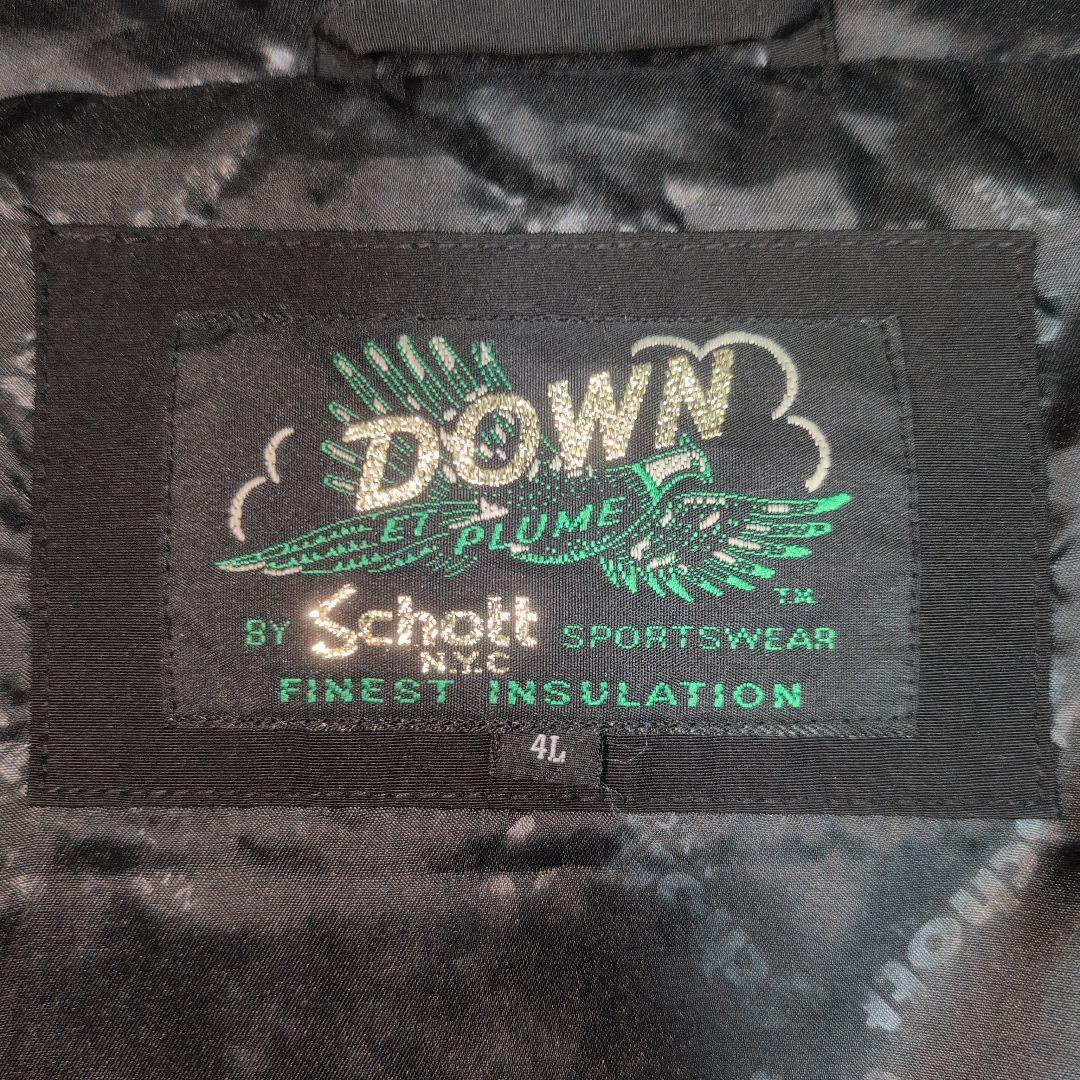 DOWN
ET PLUME
TM
BY Schott SPORTSWEAR
N.Y.C
FINEST INSULATION
4L